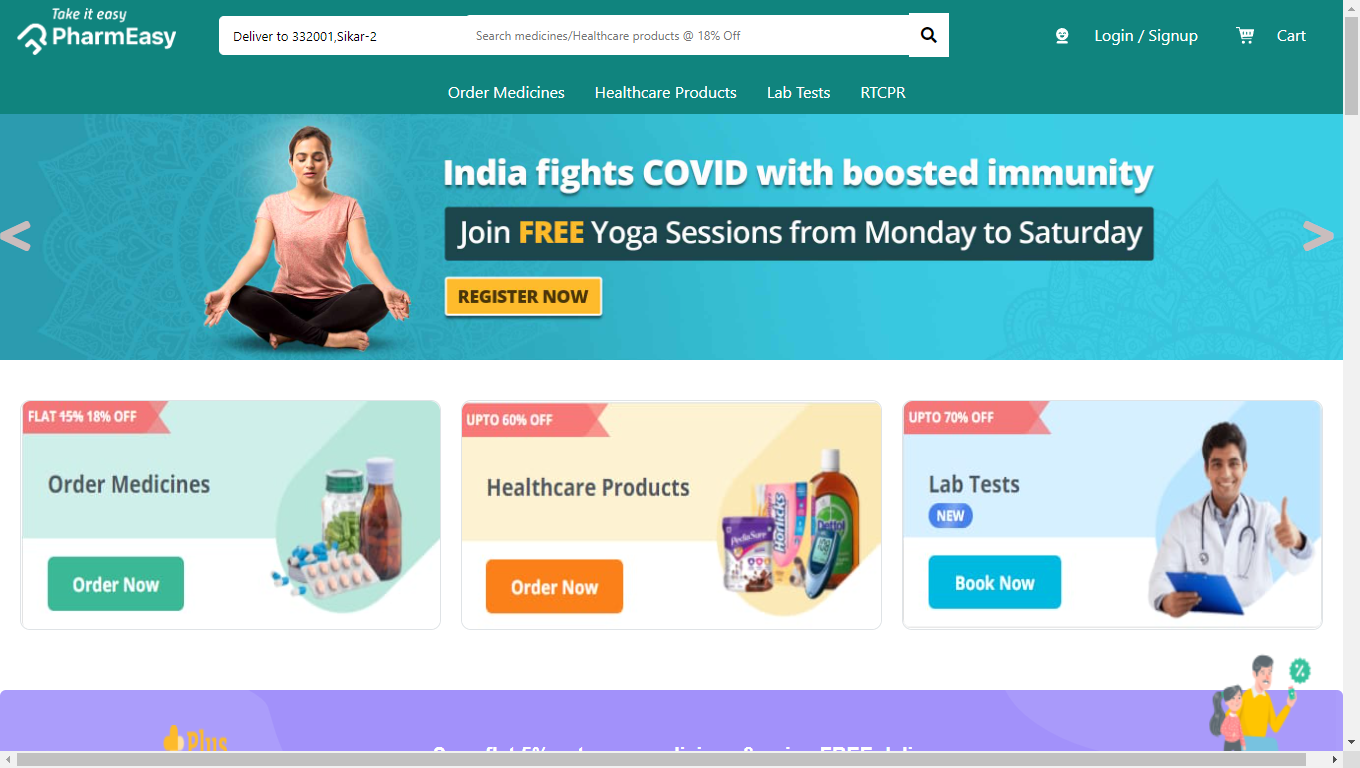 Take it easy
PharmEasy
Deliver to 332001,Sikar-2
Search medicines/Healthcare products @ 18% Off
Login / Signup
Cart
Order Medicines
Healthcare Products
Lab Tests
RTCPR
India fights COVID with boosted immunity
Join FREE Yoga Sessions from Monday to Saturday
REGISTER NOW
<
>
FLAT 15% 18% OFF
Order Medicines
Order Now
UPTO 60% OFF
Healthcare Products
Order Now
PediaSure
Horlicks
Dettol
UPTO 70% OFF
Lab Tests
NEW
Book Now
%
Plus